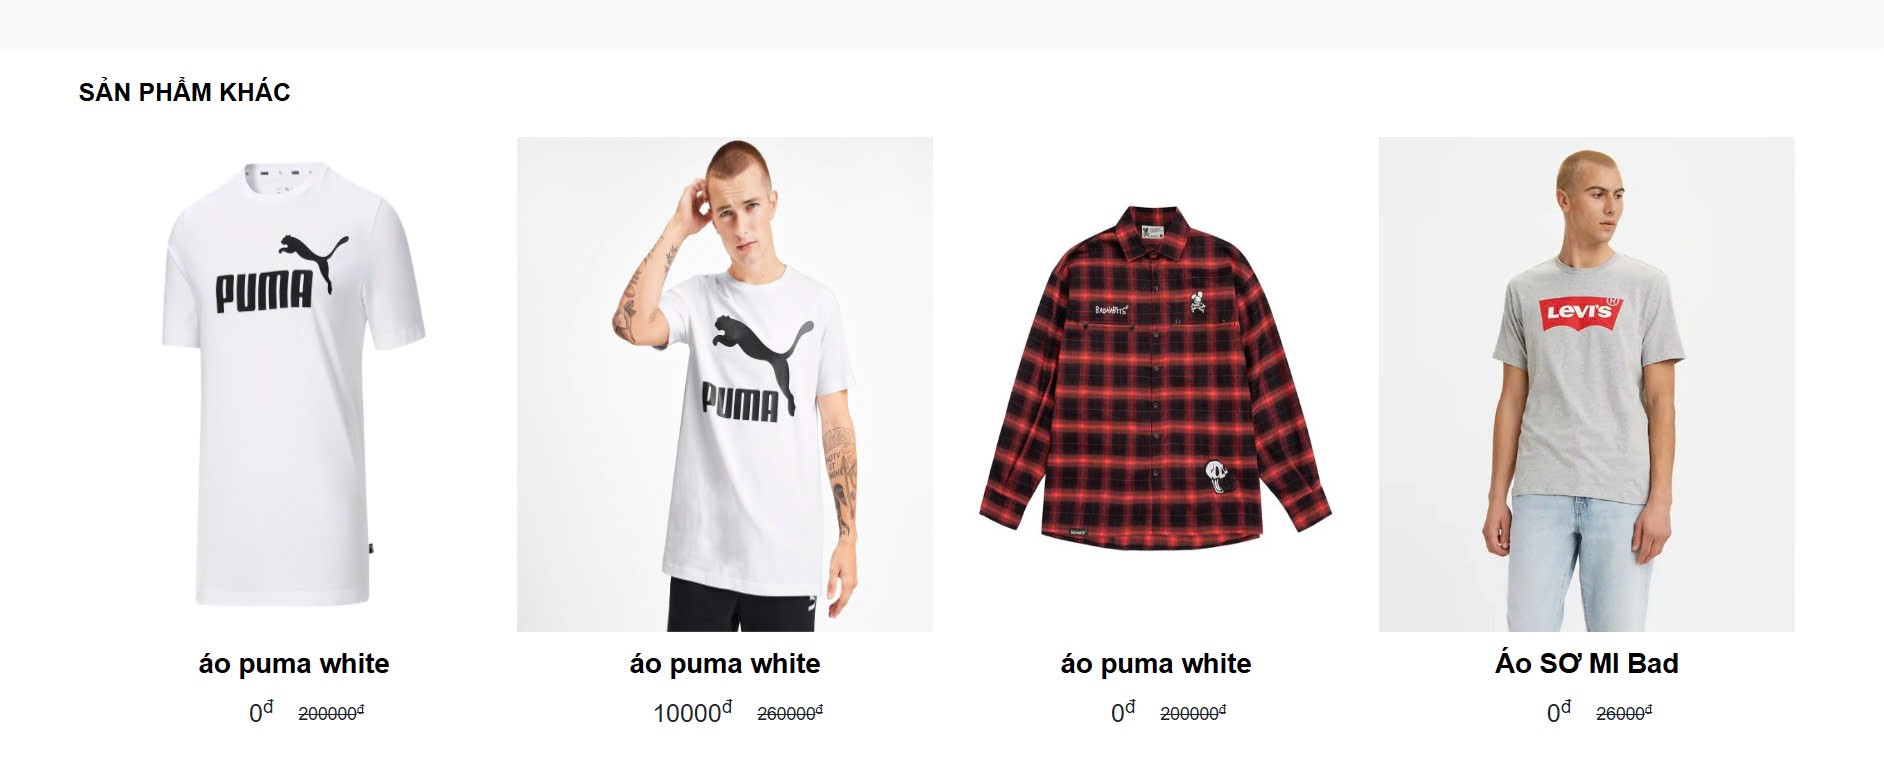 SẢN PHẨM KHÁC
PUMA
PUMA
BADHABITS
LEVI'S®
áo puma white
áo puma white
áo puma white
Áo SƠ MI Bad
0đ 200000đ
10000đ 260000đ
0đ 200000đ
0đ 26000đ